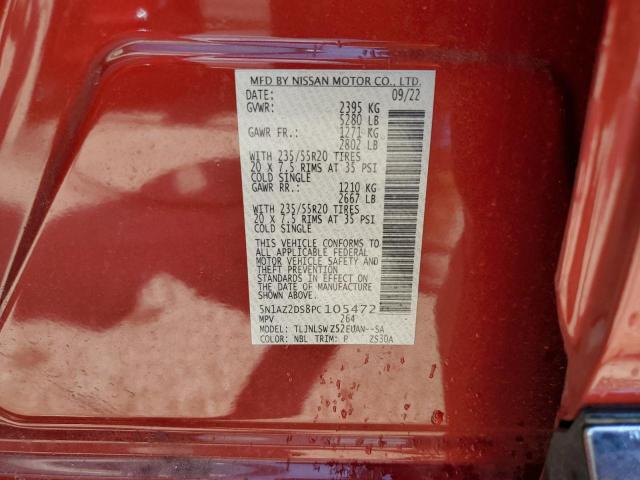 MFD BY NISSAN MOTOR CO., LTD.
DATE: 09/22
GVWR: 2395 KG
5280 LB
GAWR FR.: 1271 KG
2802 LB
WITH 235/55R20 TIRES
20 X 7.5 RIMS AT 35 PSI
COLD SINGLE
GAWR RR.: 1210 KG
2667 LB
WITH 235/55R20 TIRES
20 X 7.5 RIMS AT 35 PSI
COLD SINGLE
THIS VEHICLE CONFORMS TO
ALL APPLICABLE FEDERAL
MOTOR VEHICLE SAFETY AND
THEFT PREVENTION
STANDARDS IN EFFECT ON
THE DATE OF MANUFACTURE
SHOWN ABOVE.
5N1AZ2DS8PC105472
MPV 264
MODEL: TLJNLSWZS2EUAN--SA
COLOR: NBL TRIM: P ZS30A